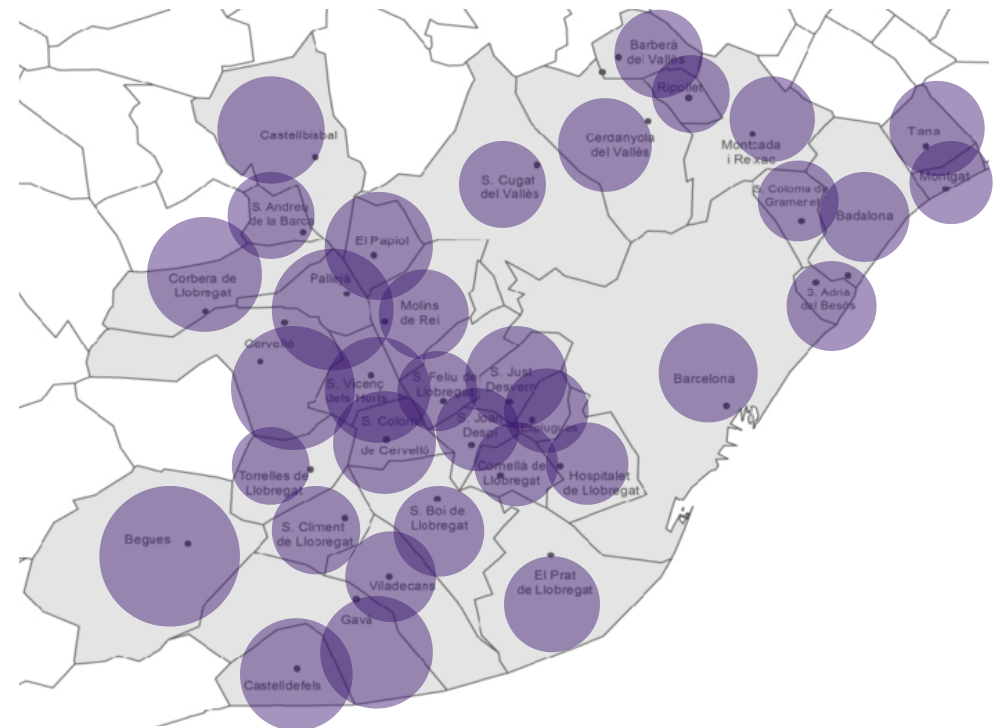 Barberà
del Vallès
Ripollet
Castellbisbal
Cerdanyola
del Vallès
Montcada
i Reixac
Tiana
Montgat
S. Cugat
del Vallès
S. Coloma de
Gramenet
Badalona
S. Andreu
de la Barca
El Papiol
Corbera de
Llobregat
Pallejà
Molins
de Rei
S. Adrià
del Besòs
Cervelló
S. Vicenç
dels Horts
S. Feliu de
Llobregat
S. Just
Desvern
Barcelona
S. Colom
de Cervelló
S. Joan
Despí
Esplugues
Torrelles de
Llobregat
Cornellà de
Llobregat
Hospitalet
de Llobregat
S. Climent
de Llobregat
S. Boi de
Llobregat
Begues
Viladecans
El Prat
de Llobregat
Gavà
Castelldefels